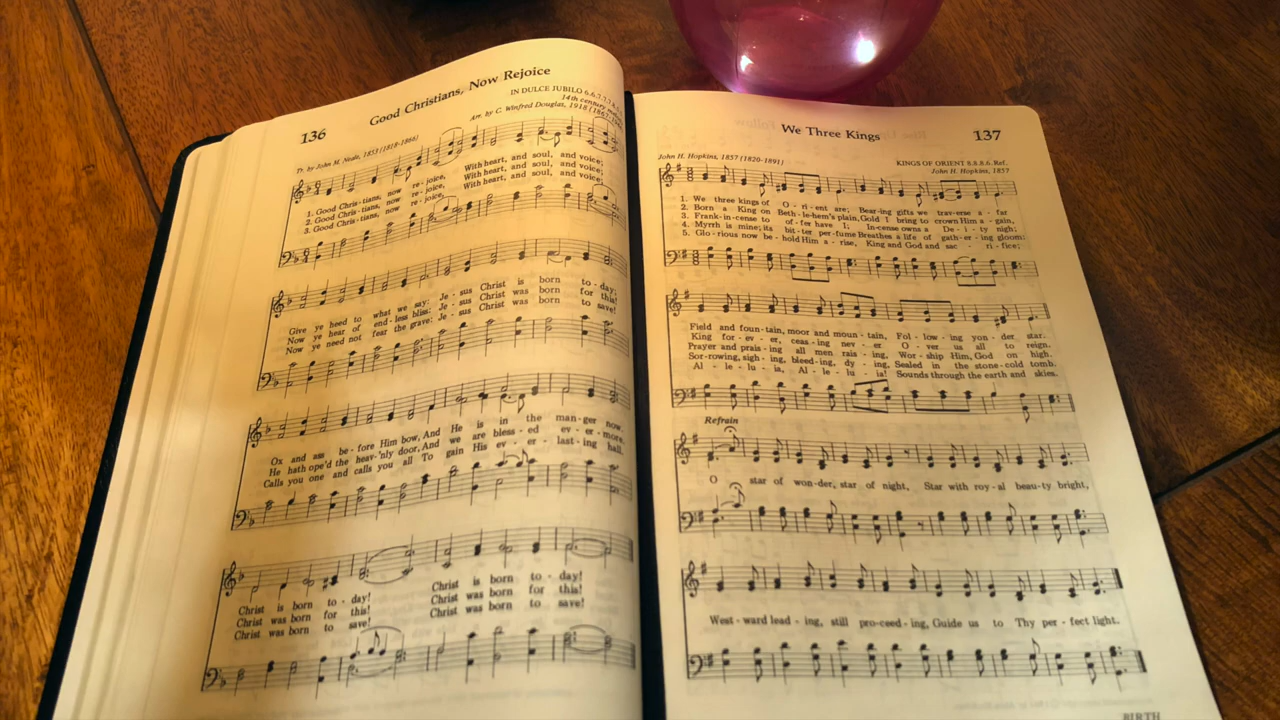 136
Good Christians, Now Rejoice
IN DULCE JUBILO 6.6.7.7.7.8.
14th century
Tr. by John M. Neale, 1853 (1818-1866)
Arr. by C. Winfred Douglas, 1918 (1867-
1. Good Chris - tians, now re - joice, With heart, and soul, and voice;
2. Good Chris - tians, now re - joice, With heart, and soul, and voice;
3. Good Chris - tians, now re - joice, With heart, and soul, and voice;
Give ye heed to what we say: Je - sus Christ is born to - day;
Now ye hear of end - less bliss: Je - sus Christ was born for this!
Now ye need not fear the grave: Je - sus Christ was born to save!
Ox and ass be - fore Him bow, And He is in the man - ger now.
He hath ope'd the heav - 'nly door, And we are bless - ed ev - er - more.
Calls you one and calls you all To gain His ev - er - last - ing hall.
Christ is born to - day! Christ is born to - day!
Christ was born for this! Christ was born for this!
Christ was born to save! Christ was born to save!
We Three Kings
137
John H. Hopkins, 1857 (1820-1891)
KINGS OF ORIENT 8.8.8.6. Ref.
John H. Hopkins, 1857
1. We three kings of O - ri - ent are; Bear - ing gifts we trav - erse a - far
2. Born a King on Beth - le - hem's plain, Gold I bring to crown Him a - gain,
3. Frank - in - cense to of - fer have I; In - cense owns a De - i - ty nigh;
4. Myrrh is mine; its bit - ter per - fume Breathes a life of gath - er - ing gloom:
5. Glo - rious now be - hold Him a - rise, King and God and sac - ri - fice;
Field and foun - tain, moor and moun - tain, Fol - low - ing yon - der star.
King for - ev - er, ceas - ing nev - er O - ver us all to reign.
Prayer and prais - ing all men rais - ing, Wor - ship Him, God on high.
Sor - rowing, sigh - ing, bleed - ing, dy - ing, Sealed in the stone - cold tomb.
Al - le - lu - ia, Al - le - lu - ia! Sounds through the earth and skies.
Refrain
O star of won - der, star of night, Star with roy - al beau - ty bright,
West - ward lead - ing, still pro - ceed - ing, Guide us to Thy per - fect light.
BIRTH